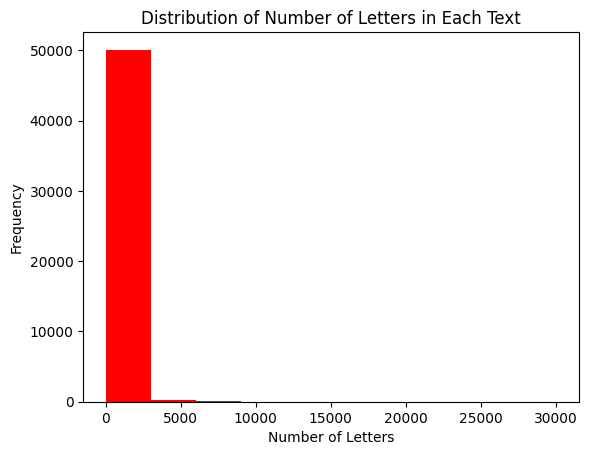 Distribution of Number of Letters in Each Text
50000
40000
30000
20000
10000
0
Frequency
0 5000 10000 15000 20000 25000 30000
Number of Letters